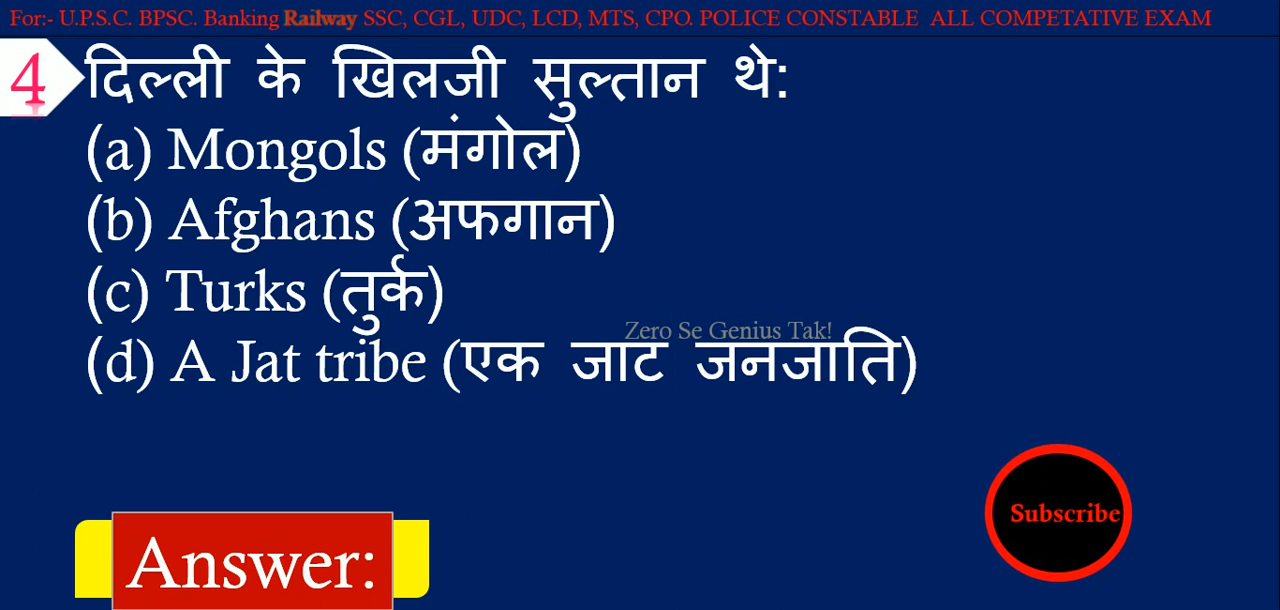 For:- U.P.S.C. BPSC. Banking Railway SSC, CGL, UDC, LCD, MTS, CPO. POLICE CONSTABLE ALL COMPETATIVE EXAM
4 दिल्ली के खिलजी सुल्तान थे:
(a) Mongols (मंगोल)
(b) Afghans (अफगान)
(c) Turks (तुर्क)
Zero Se Genius Tak!
(d) A Jat tribe (एक जाट जनजाति)
Subscribe
Answer: